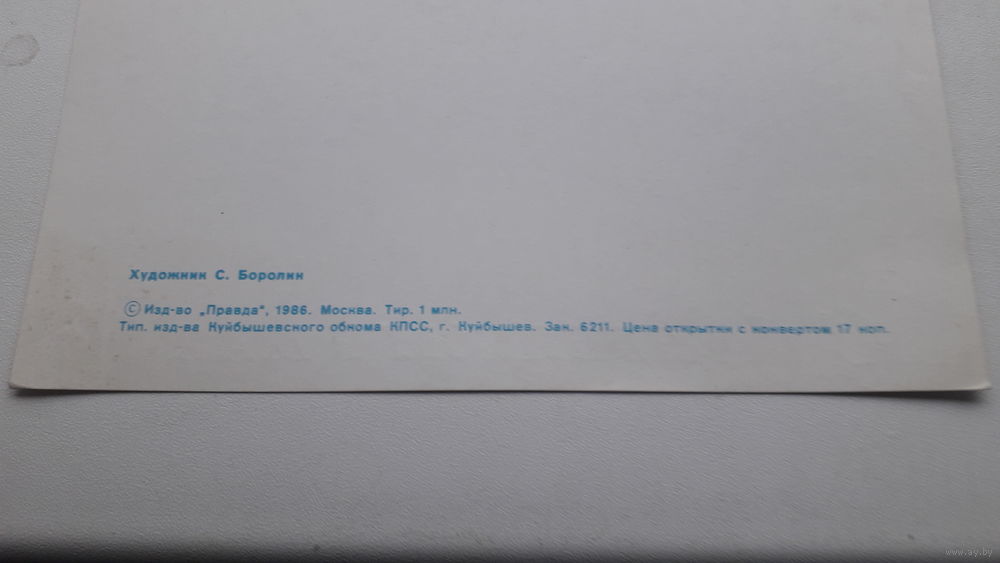 Художник С. Боролин
© Изд-во „Правда“, 1986. Москва. Тир. 1 млн.
Тип. изд-ва Куйбышевского обкома КПСС, г. Куйбышев. Зак. 6211. Цена открытки с конвертом 17 коп.
www.ay.by